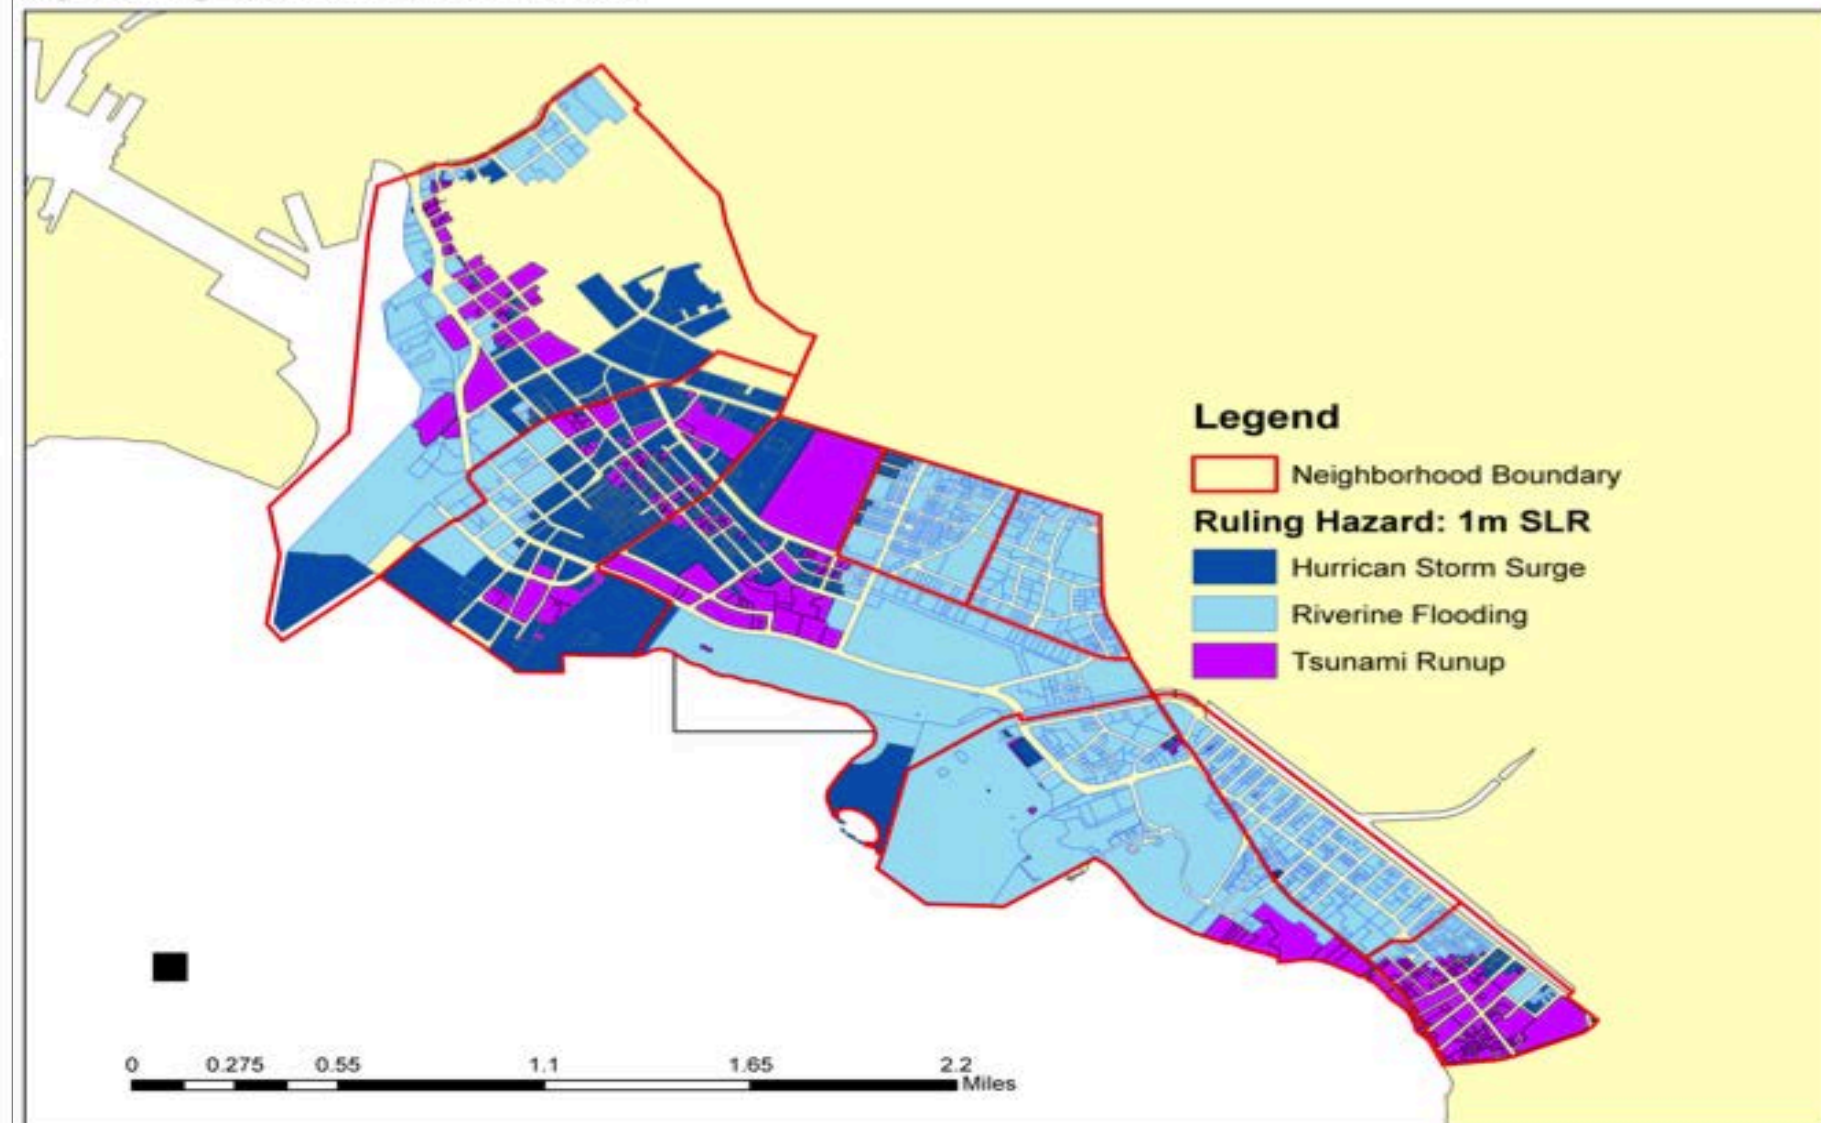 Legend
Neighborhood Boundary
Ruling Hazard: 1m SLR
Hurrican Storm Surge
Riverine Flooding
Tsunami Runup
0 0.275 0.55 1.1 1.65 2.2
Miles